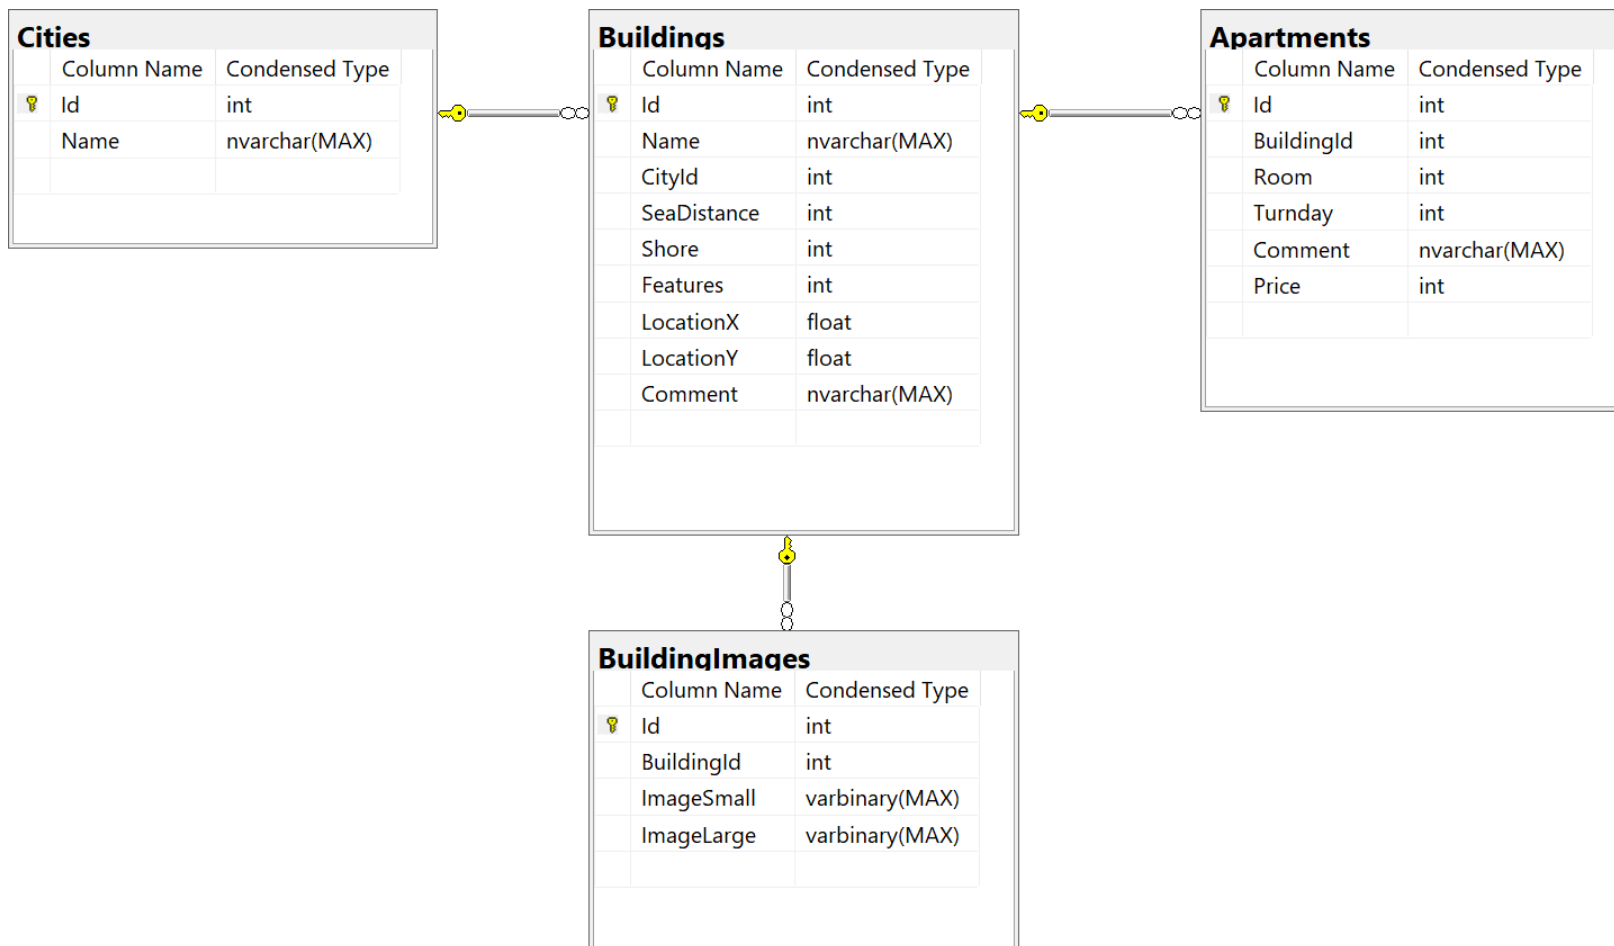 Cities
Column Name Condensed Type
Id int
Name nvarchar(MAX)
Buildings
Column Name Condensed Type
Id int
Name nvarchar(MAX)
CityId int
SeaDistance int
Shore int
Features int
LocationX float
LocationY float
Comment nvarchar(MAX)
Apartments
Column Name Condensed Type
Id int
BuildingId int
Room int
Turnday int
Comment nvarchar(MAX)
Price int
BuildingImages
Column Name Condensed Type
Id int
BuildingId int
ImageSmall varbinary(MAX)
ImageLarge varbinary(MAX)